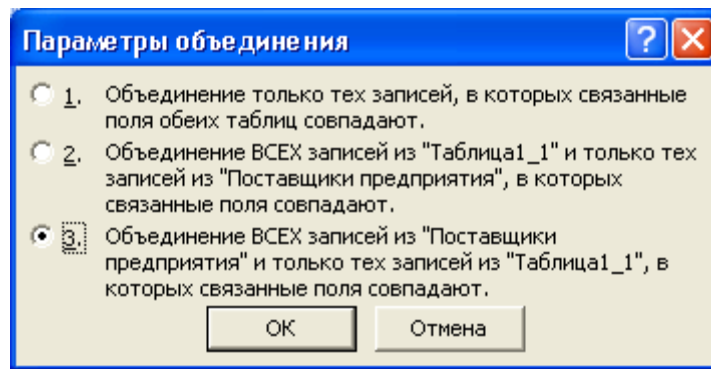 Параметры объединения
1. Объединение только тех записей, в которых связанные
поля обеих таблиц совпадают.
2. Объединение ВСЕХ записей из "Таблица1_1" и только тех
записей из "Поставщики предприятия", в которых
связанные поля совпадают.
3. Объединение ВСЕХ записей из "Поставщики
предприятия" и только тех записей из "Таблица1_1", в
которых связанные поля совпадают.
ОК Отмена